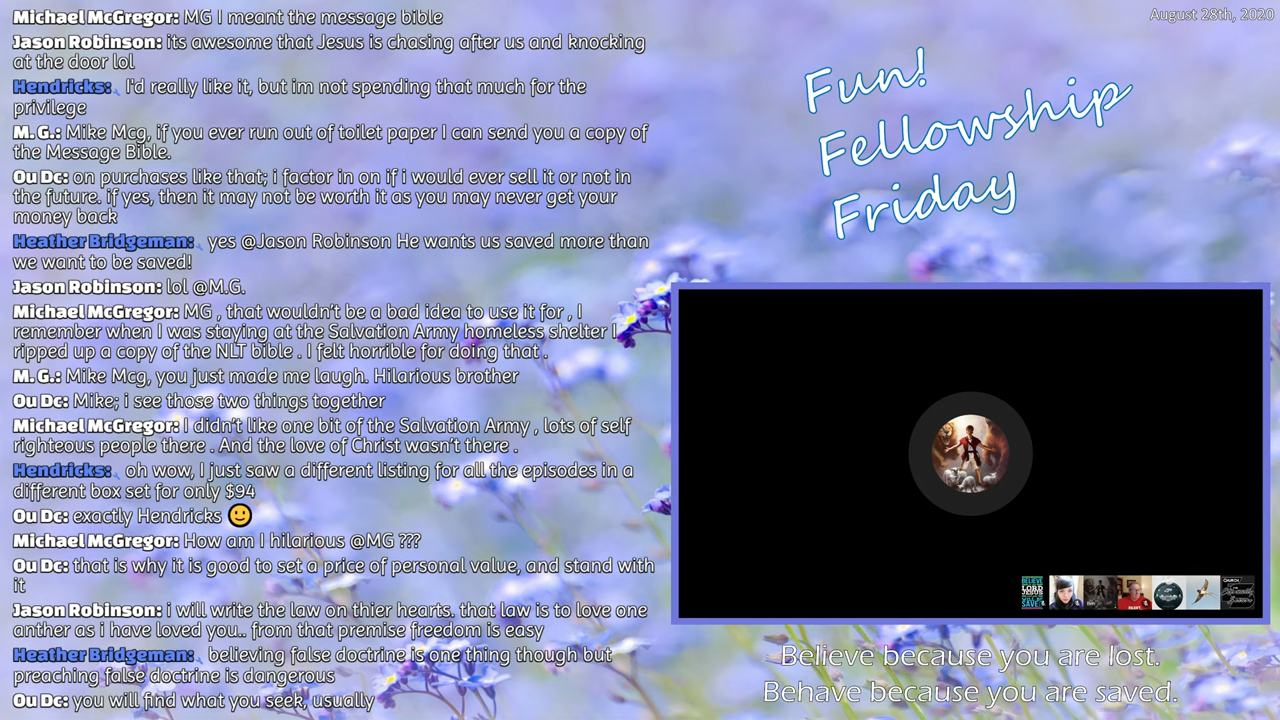 Michael McGregor: MG I meant the message bible
Jason Robinson: its awesome that Jesus is chasing after us and knocking
at the door lol
Hendricks: I'd really like it, but im not spending that much for the
privilege
M. G.: Mike Mcg, if you ever run out of toilet paper I can send you a copy of
the Message Bible.
Ou Dc: on purchases like that; i factor in on if i would ever sell it or not in
the future. if yes, then it may not be worth it as you may never get your
money back
Heather Bridgeman: yes @Jason Robinson He wants us saved more than
we want to be saved!
Jason Robinson: lol @M.G.
Michael McGregor: MG , that wouldn't be a bad idea to use it for , I
remember when I was staying at the Salvation Army homeless shelter I
ripped up a copy of the NLT bible . I felt horrible for doing that .
M. G.: Mike Mcg, you just made me laugh. Hilarious brother
Ou Dc: Mike; i see those two things together
Michael McGregor: I didn't like one bit of the Salvation Army , lots of self
righteous people there . And the love of Christ wasn't there .
Hendricks: oh wow, I just saw a different listing for all the episodes in a
different box set for only $94
Ou Dc: exactly Hendricks 🙂
Michael McGregor: How am I hilarious @MG ???
Ou Dc: that is why it is good to set a price of personal value, and stand with
it
Jason Robinson: i will write the law on thier hearts, that law is to love one
anther as i have loved you.. from that premise freedom is easy
Heather Bridgeman: believing false doctrine is one thing though but
preaching false doctrine is dangerous
Ou Dc: you will find what you seek, usually
August 28th, 2020
Fun!
Fellowship
Friday
BELIEVE
LORD
JESUS
SAVE
CHURCH
Believe because you are lost.
Behave because you are saved.